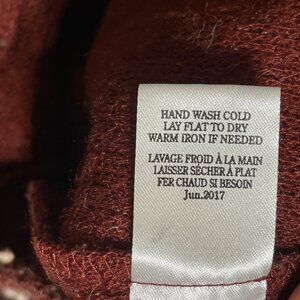 HAND WASH COLD
LAY FLAT TO DRY
WARM IRON IF NEEDED
LAVAGE FROID À LA MAIN
LAISSER SÉCHER À PLAT
FER CHAUD SI BESOIN
Jun.2017